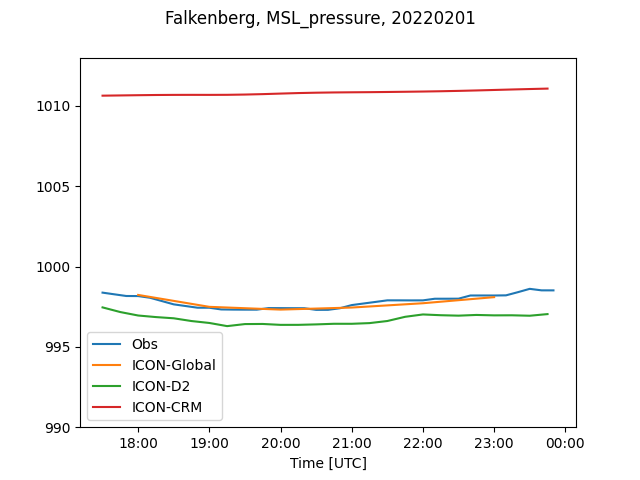 Falkenberg, MSL_pressure, 20220201
1010
1005
1000
995
990
Obs
ICON-Global
ICON-D2
ICON-CRM
18:00 19:00 20:00 21:00 22:00 23:00 00:00
Time [UTC]